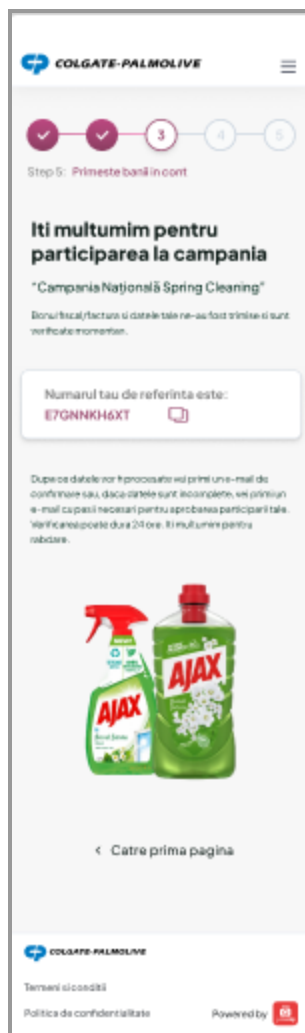 COLGATE-PALMOLIVE
3 4 5
Step 5: Primeste banii in cont
Iti multumim pentru
participarea la campania
"Campania Națională Spring Cleaning"
Bonul fiscal/factura si datele tale ne-au fost trimise si sunt
verificate momentan.
Numarul tau de referinta este:
E7GNNKH6XT
Dupa ce datele vor fi procesate vei primi un e-mail de
confirmare sau, daca datele sunt incomplete, vei primi un
e-mail cu pasii necesari pentru aprobarea participarii tale.
Verificarea poate dura 24 ore. Iti multumim pentru
rabdare.
AJAX
AJAX
< Catre prima pagina
COLGATE-PALMOLIVE
Termeni si conditii
Politica de confidentialitate
Powered by